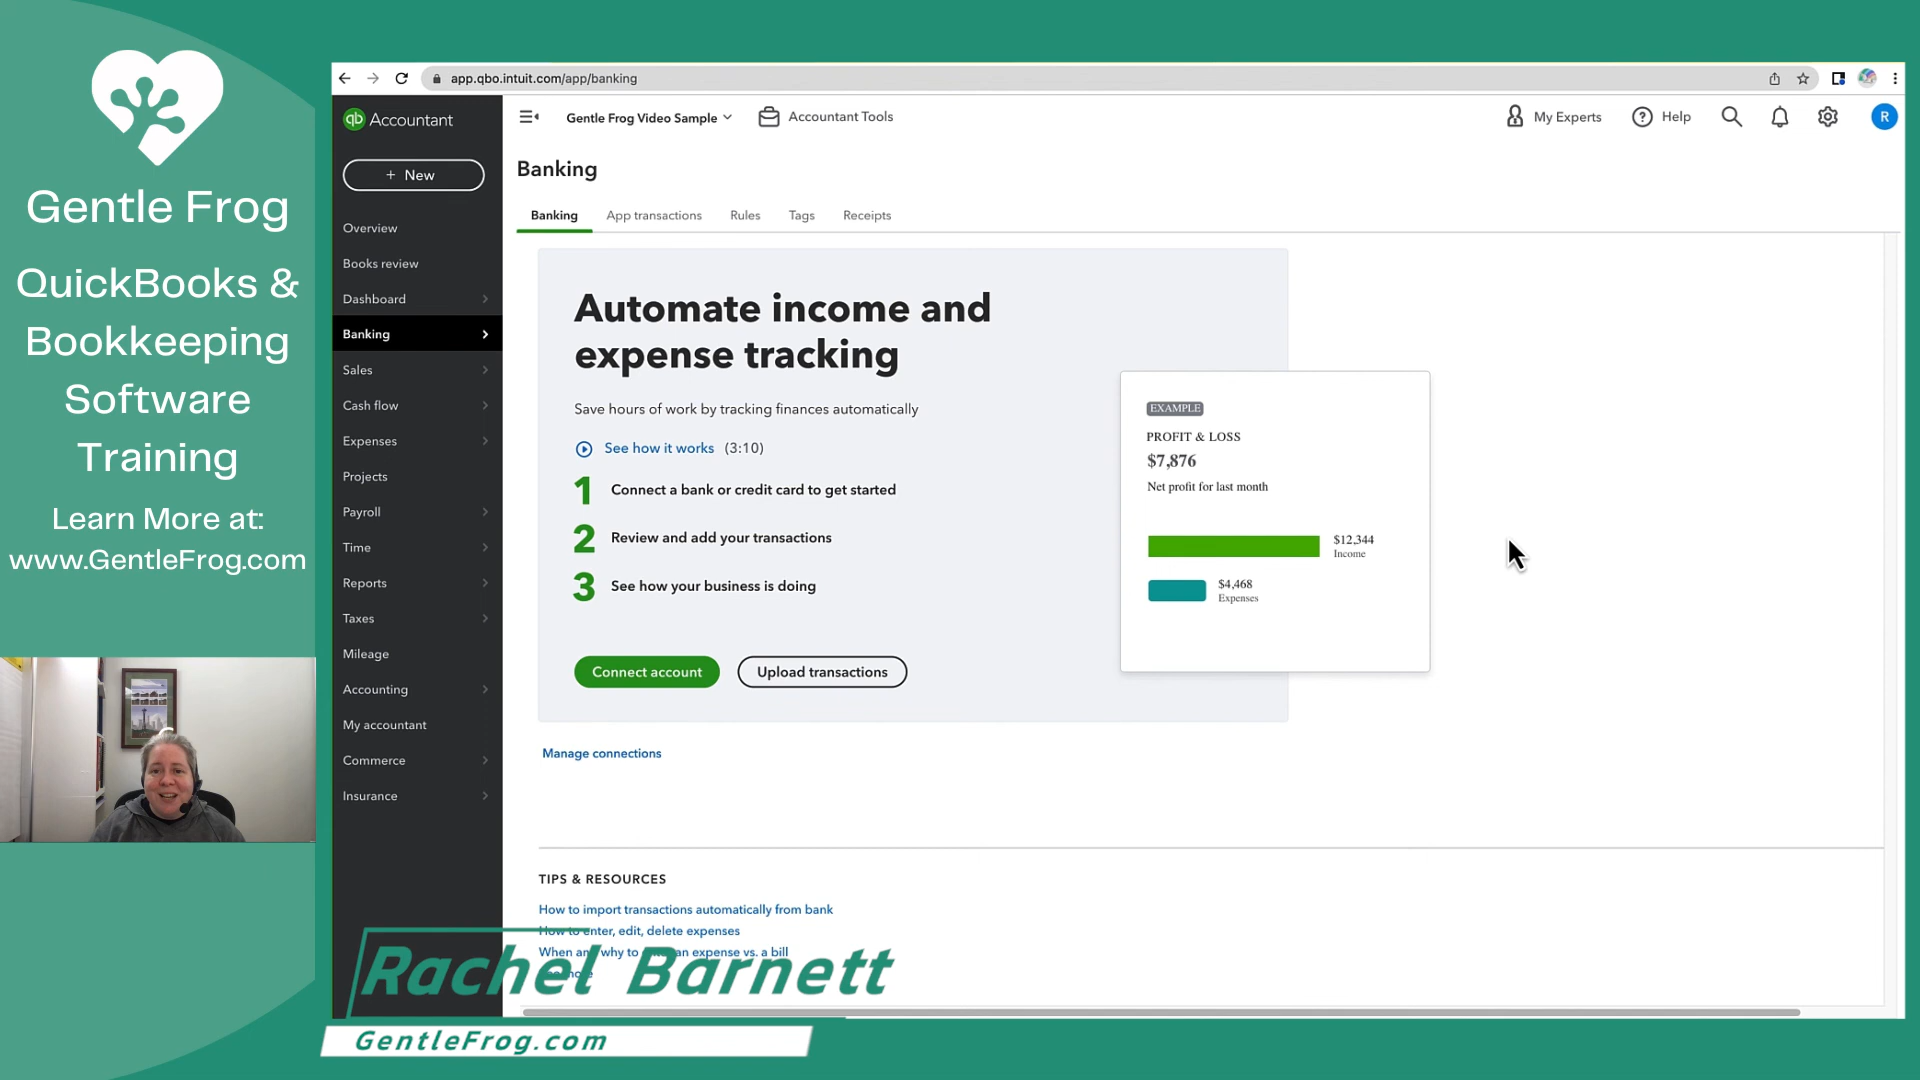 Gentle Frog
QuickBooks &
Bookkeeping
Software
Training
Learn More at:
www.GentleFrog.com
app.qbo.intuit.com/app/banking
qb Accountant
Gentle Frog Video Sample
Accountant Tools
My Experts
Help
R
+ New
Overview
Books review
Dashboard
Banking
Sales
Cash flow
Expenses
Projects
Payroll
Time
Reports
Taxes
Mileage
Accounting
My accountant
Commerce
Insurance
Banking
Banking App transactions Rules Tags Receipts
Automate income and
expense tracking
Save hours of work by tracking finances automatically
See how it works (3:10)
1 Connect a bank or credit card to get started
2 Review and add your transactions
3 See how your business is doing
Connect account Upload transactions
EXAMPLE
PROFIT & LOSS
$7,876
Net profit for last month
$12,344
Income
$4,468
Expenses
Manage connections
TIPS & RESOURCES
How to import transactions automatically from bank
How to enter, edit, delete expenses
When and why to an expense vs. a bill
Rachel Barnett
GentleFrog.com